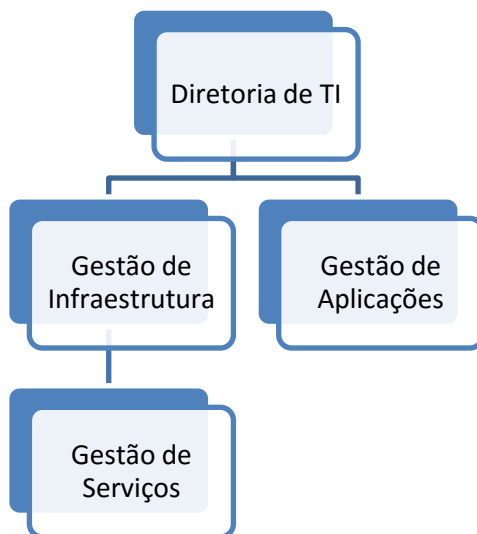 Diretoria de TI
Gestão de
Infraestrutura
Gestão de
Aplicações
Gestão de
Serviços